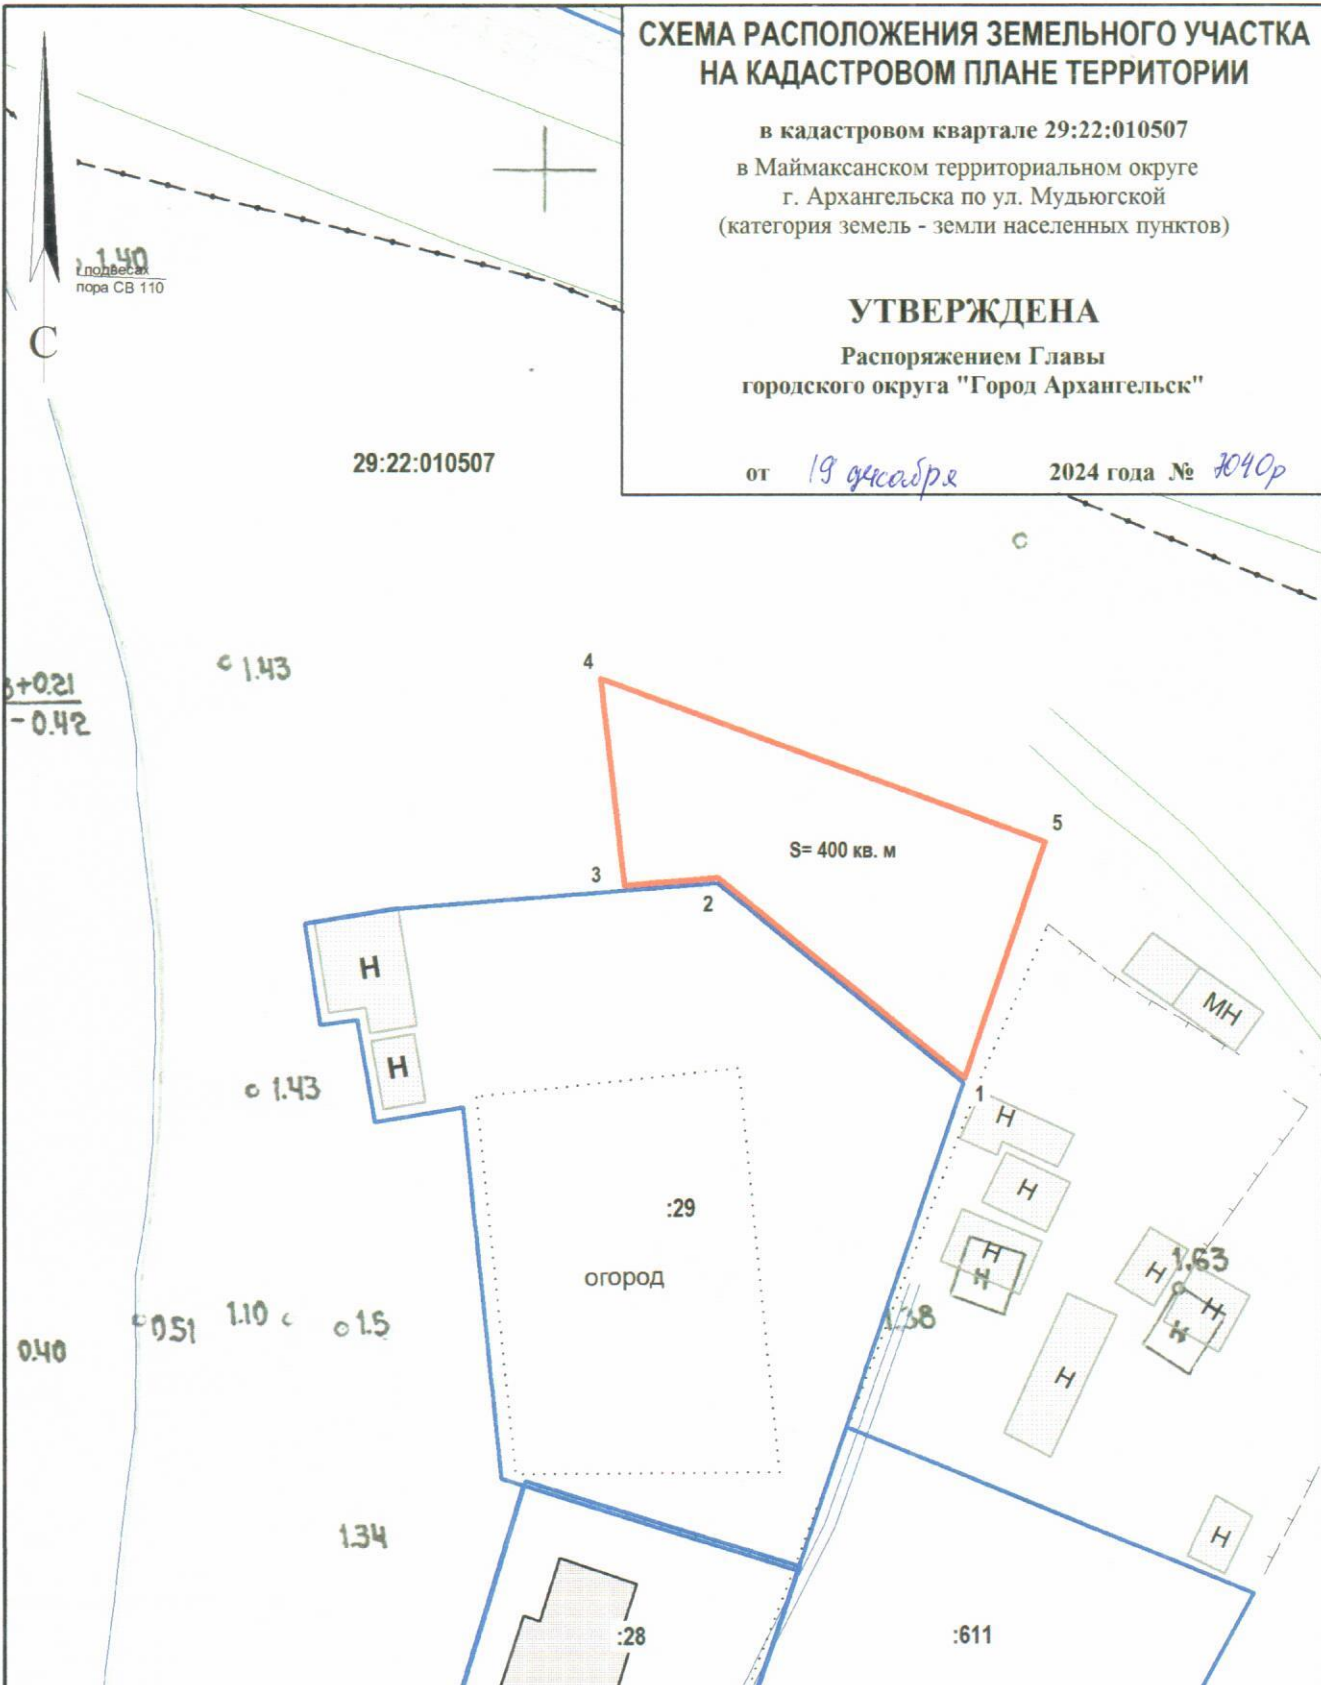 СХЕМА РАСПОЛОЖЕНИЯ ЗЕМЕЛЬНОГО УЧАСТКА
НА КАДАСТРОВОМ ПЛАНЕ ТЕРРИТОРИИ
в кадастровом квартале 29:22:010507
в Маймаксанском территориальном округе
г. Архангельска по ул. Мудьюгской
(категория земель - земли населенных пунктов)
УТВЕРЖДЕНА
Распоряжением Главы
городского округа "Город Архангельск"
от 19 декабря 2024 года № 7040р
1.40
подвесах
пора СВ 110
С
29:22:010507
1.43
+0.21
-0.42
4
5
S= 400 кв. м
3
2
Н
МН
Н
1.43
1
Н
Н
:29
Н
Н
огород
Н
1.63
Н
Н
0.51
1.10
1.5
1.38
0.40
Н
1.34
Н
:28
:611